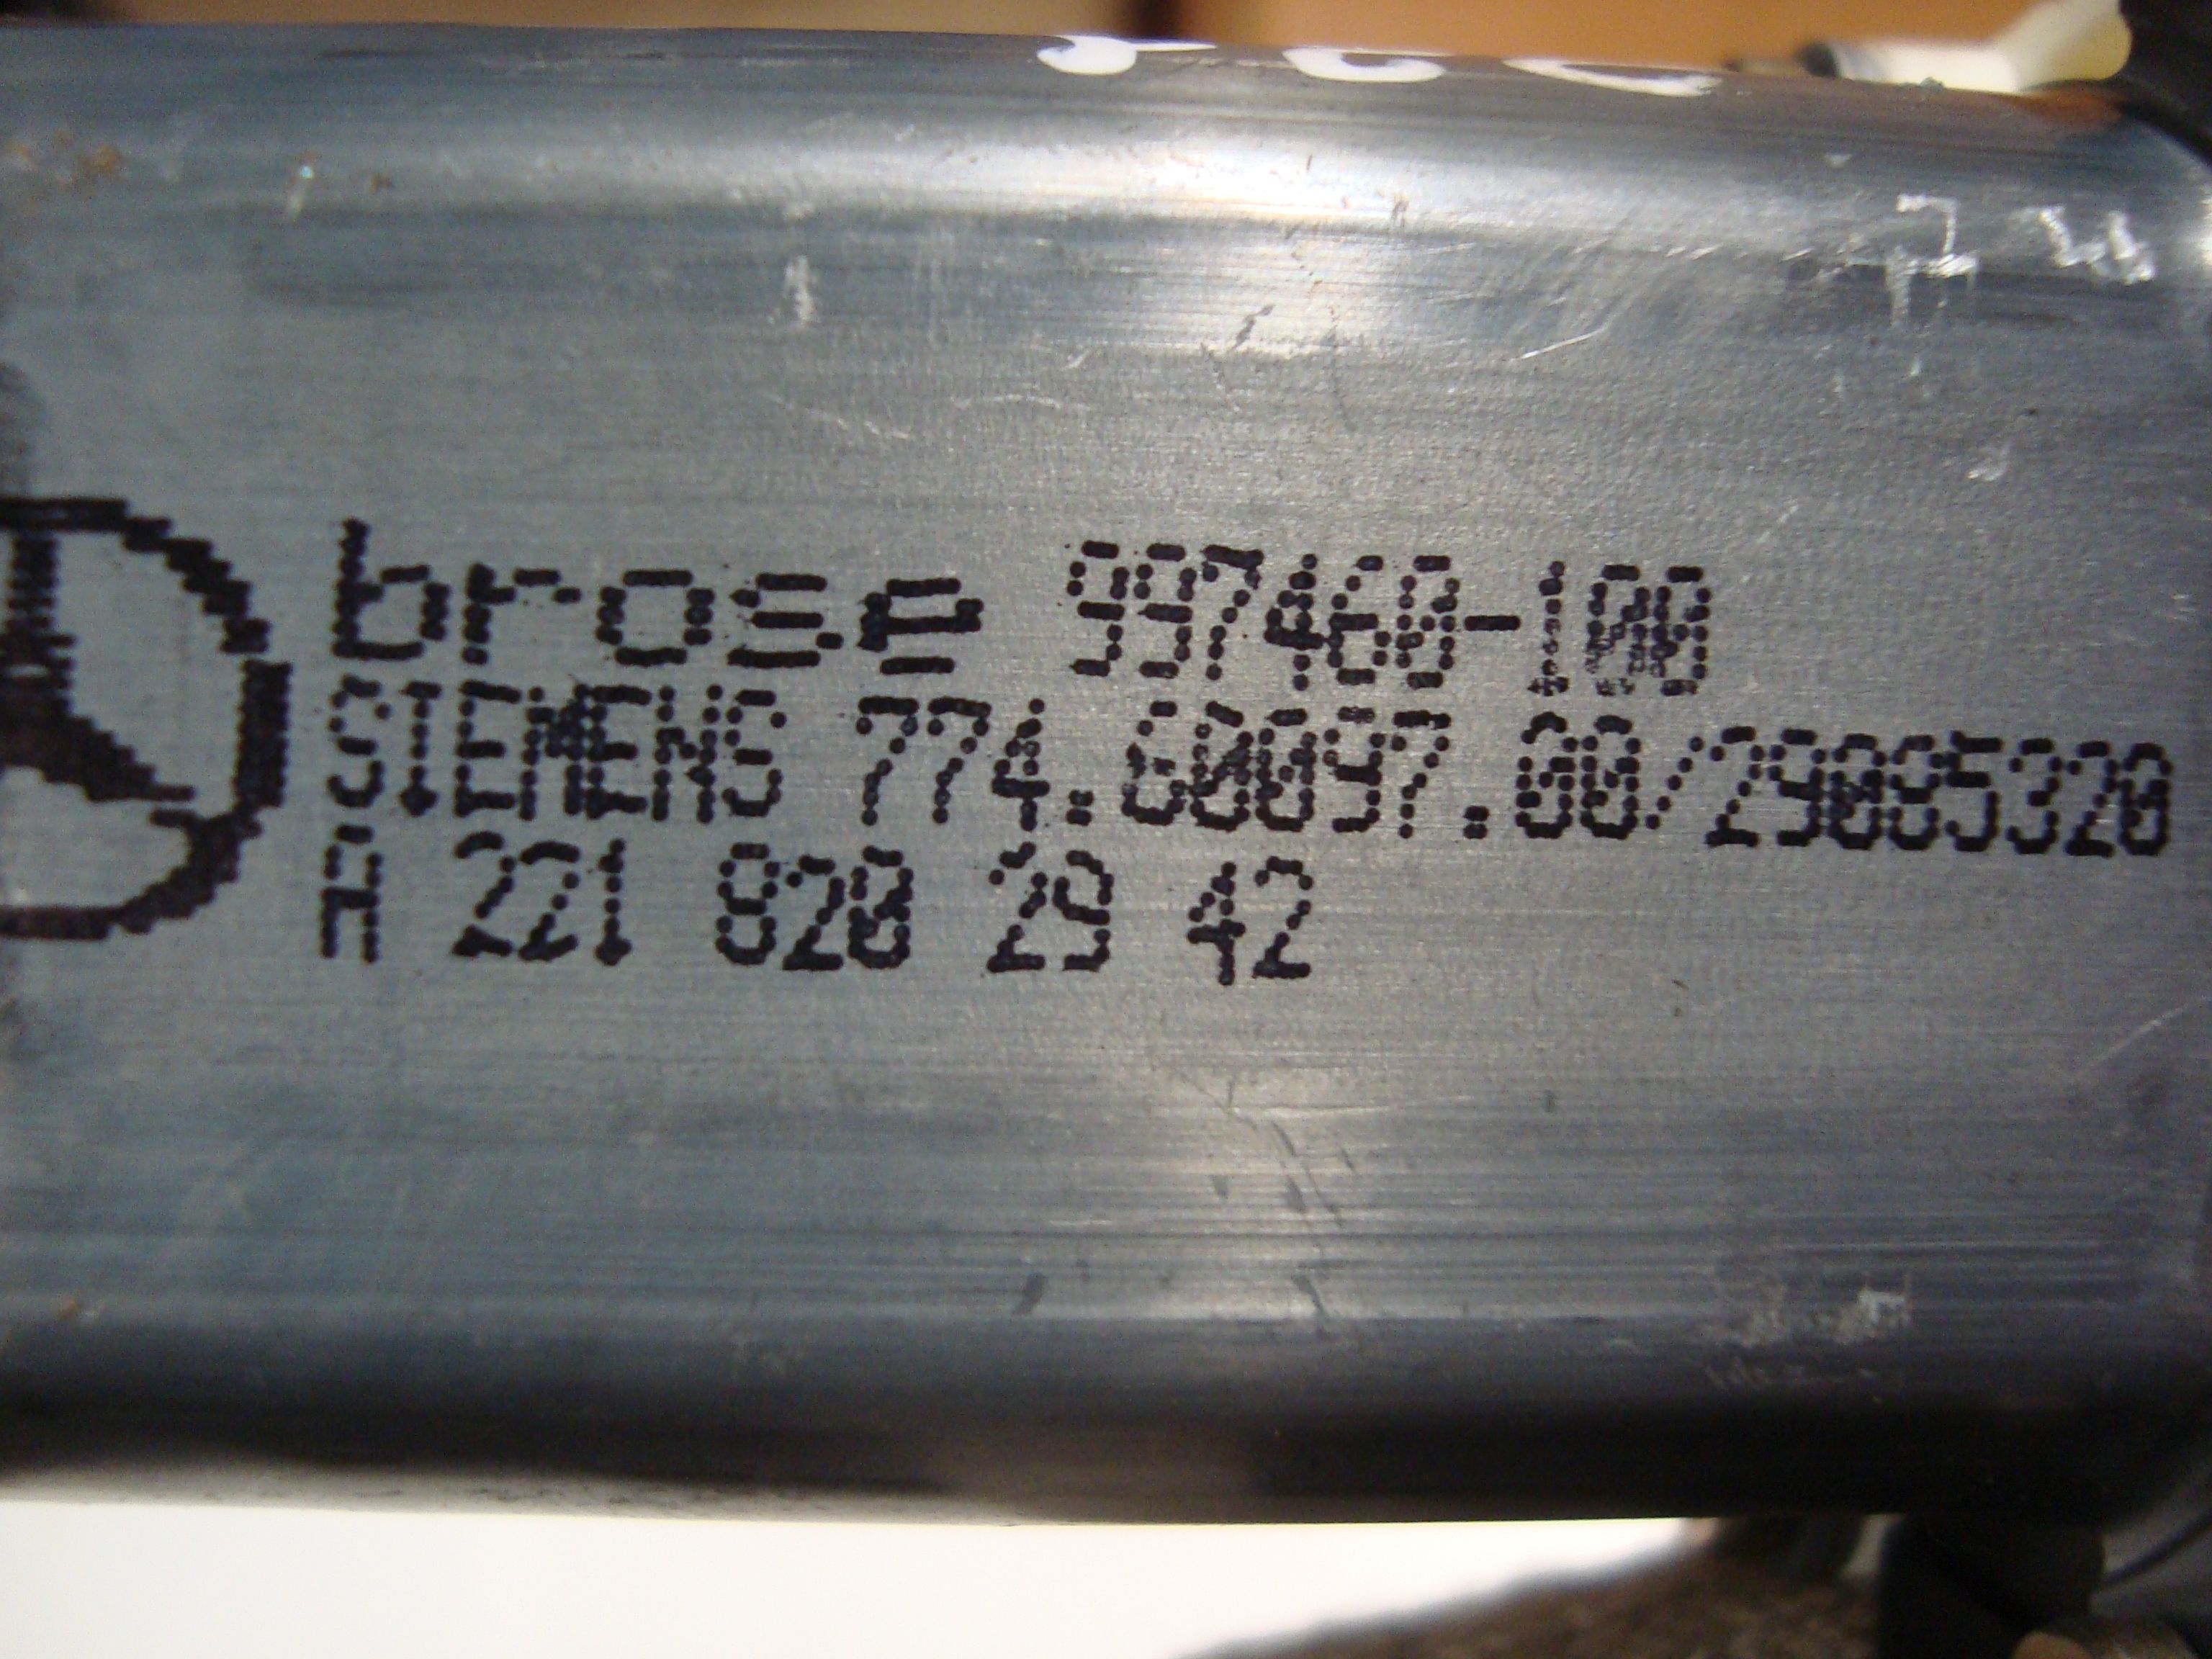 brose 997460-100
SIEMENS 774.60097.00/29085320
A 221 820 29 42